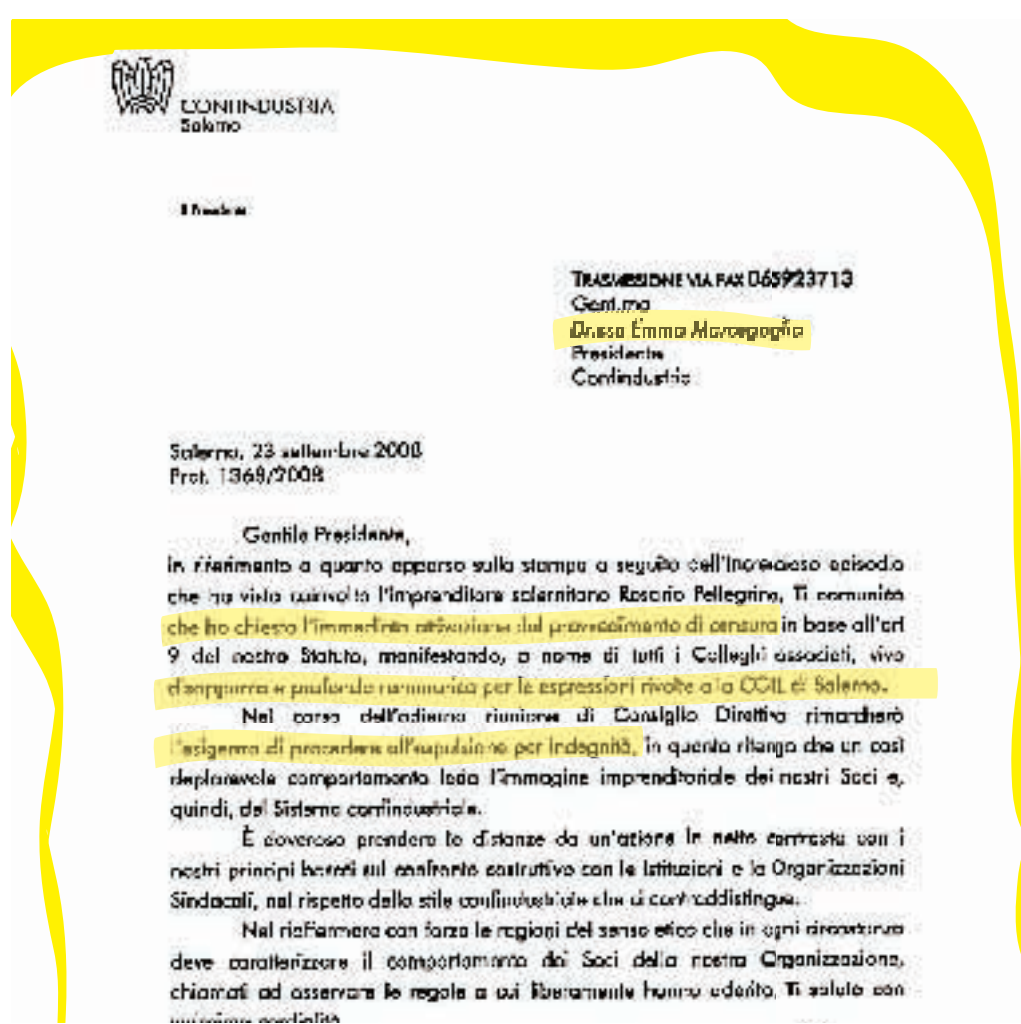 CONFINDUSTRIA
Salerno
Il Presidente
TRASMISSIONE VIA FAX 065923713
Gent.ma
Dr.ssa Emma Marcegaglia
Presidente
Confindustria
Salerno, 23 settembre 2008
Prot. 1368/2008
Gentile Presidente,
in riferimento a quanto apparso sulla stampa a seguito dell'increscioso episodio
che ha visto coinvolto l'imprenditore salernitano Rosario Pellegrino, Ti comunico
che ho chiesto l'immediata attivazione del provvedimento di censura in base all'art
9 del nostro Statuto, manifestando, a nome di tutti i Colleghi associati, vivo
disappunto e profondo rammarico per le espressioni rivolte alla CGIL di Salerno.
Nel corso dell'odierna riunione di Consiglio Direttivo rimarcherò
l'esigenza di procedere all'espulsione per indegnità, in quanto ritengo che un così
deplorevole comportamento leda l'immagine imprenditoriale dei nostri Soci e,
quindi, del Sistema confindustriale.
È doveroso prendere le distanze da un'azione in netto contrasto con i
nostri principi basati sul confronto costruttivo con le Istituzioni e le Organizzazioni
Sindacali, nel rispetto dello stile confindustriale che ci contraddistingue.
Nel riaffermare con forza le ragioni del senso etico che in ogni circostanza
deve caratterizzare il comportamento dei Soci della nostra Organizzazione,
chiamati ad osservare le regole a cui liberamente hanno aderito, Ti saluto con
cordialità